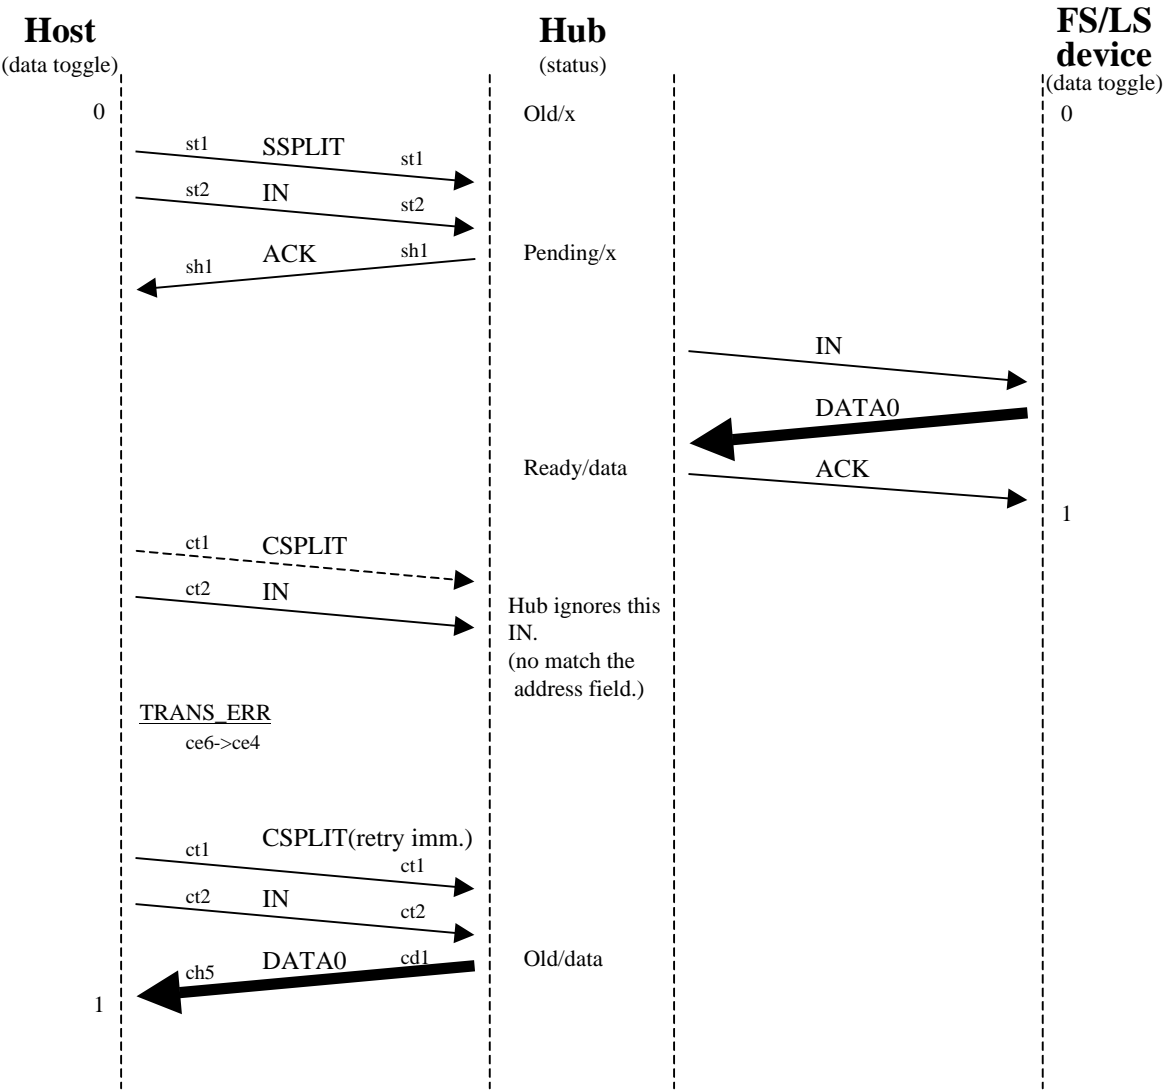 Host
(data toggle)
Hub
(status)
FS/LS
device
(data toggle)
0
Old/x
0
st1 SSPLIT st1
st2 IN st2
sh1 ACK sh1
Pending/x
IN
DATA0
Ready/data
ACK
1
ct1 CSPLIT
ct2 IN
Hub ignores this
IN.
(no match the
address field.)
TRANS_ERR
ce6->ce4
CSPLIT(retry imm.)
ct1 ct1
ct2 IN ct2
ch5 DATA0 cd1
Old/data
1